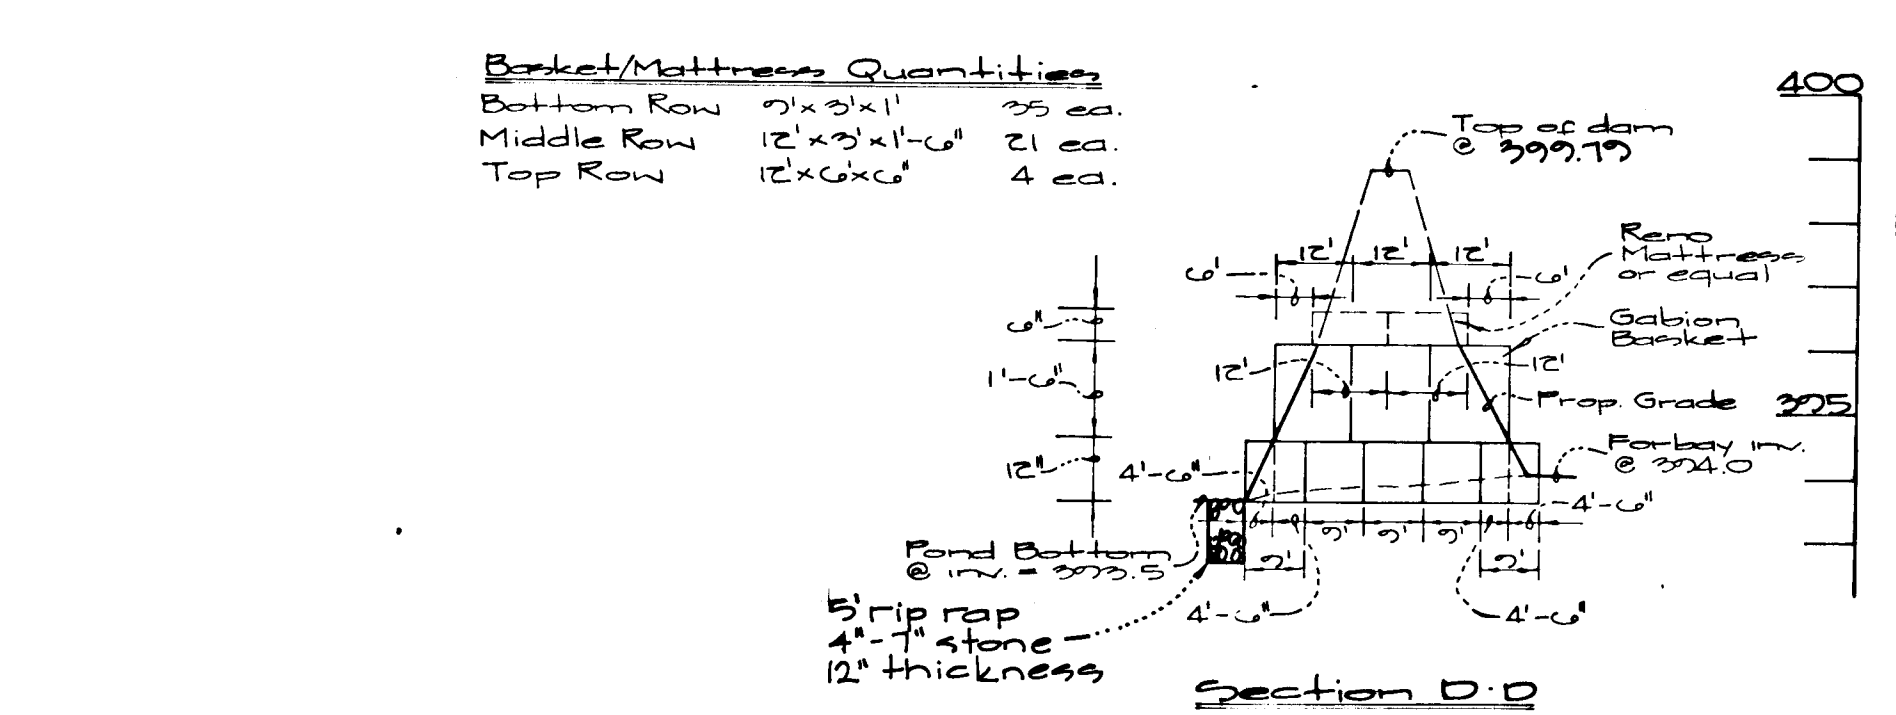 Basket/Mattress Quantities
Bottom Row 9'x3'x1' 35 ea.
Middle Row 12'x3'x1'-6" 21 ea.
Top Row 12'x6'x6" 4 ea.
400
Top of dam
@ 399.79
Reno
Mattress
or equal
12' 12' 12'
6' 6'
6"
Gabion
Basket
1'-6"
12' 12'
Prop. Grade
395
Forbay inv.
@ 394.0
12"
4'-6"
4'-6"
9' 9' 9'
Pond Bottom
@ inv. = 393.5
9' 9'
4'-6" 4'-6"
5' rip rap
4"-7" stone
12" thickness
Section D-D